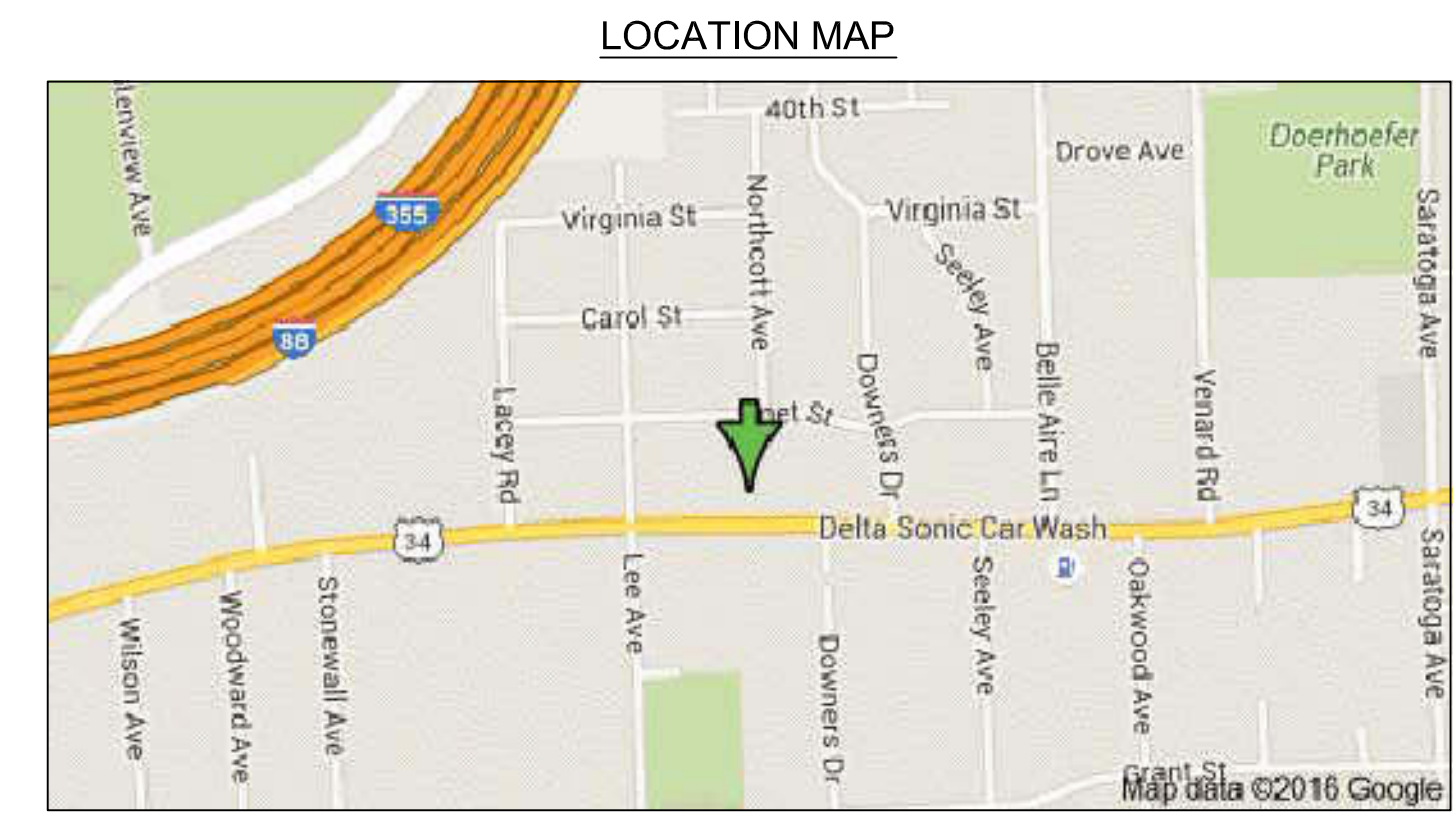 LOCATION MAP
40th St
Drove Ave
Doerhoefer
Park
lenview Ave
355
Virginia St
Northcott Ave
Virginia St
Saratoga Ave
Seeley Ave
88
Carol St
Lacey Rd
Downers Dr
Belle Aire Ln
Venard Rd
St
34
Delta Sonic Car Wash
34
Wilson Ave
Woodward Ave
Stonewall Ave
Lee Ave
Downers Dr
Seeley Ave
Oakwood Ave
Saratoga Ave
Grant St
Map data ©2016 Google